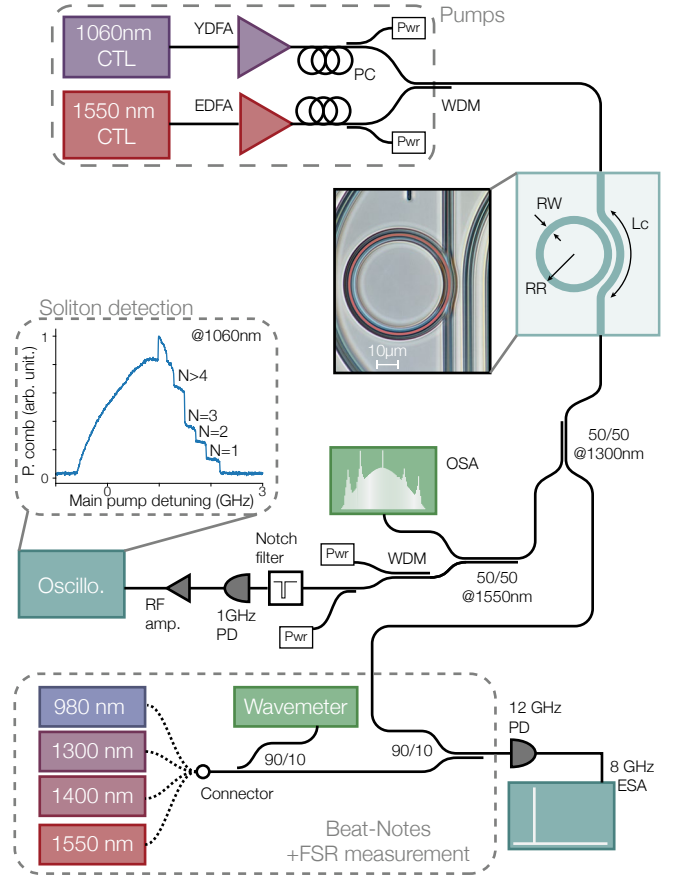 Pumps
1060nm
CTL
YDFA
Pwr
PC
1550 nm
CTL
EDFA
WDM
Pwr
RW
Lc
RR
10µm
Soliton detection
@1060nm
P. comb (arb. unit.)
1
0
N>4
N=3
N=2
N=1
0
3
Main pump detuning (GHz)
50/50
@1300nm
OSA
Oscillo.
RF
amp.
1GHz
PD
Notch
filter
Pwr
WDM
Pwr
50/50
@1550nm
980 nm
1300 nm
1400 nm
1550 nm
Wavemeter
90/10
Connector
90/10
12 GHz
PD
8 GHz
ESA
Beat-Notes
+FSR measurement